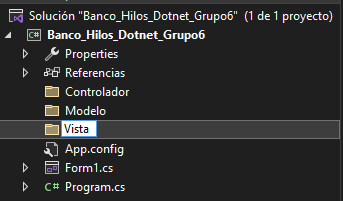 Solución "Banco_Hilos_Dotnet_Grupo6" (1 de 1 proyecto)
Banco_Hilos_Dotnet_Grupo6
Properties
Referencias
Controlador
Modelo
Vista
App.config
Form1.cs
C# Program.cs